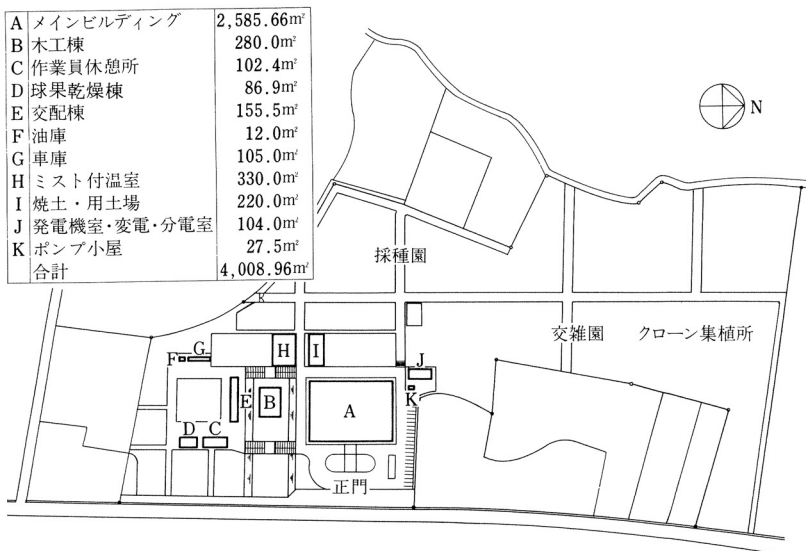 A メインビルディング 2,585.66m²
B 木工棟 280.0m²
C 作業員休憩所 102.4m²
D 球果乾燥棟 86.9m²
E 交配棟 155.5m²
F 油庫 12.0m²
G 車庫 105.0m²
H ミスト付温室 330.0m²
I 焼土・用土場 220.0m²
J 発電機室・変電・分電室 104.0m²
K ポンプ小屋 27.5m²
合計 4,008.96m²
N
採種園
K
交雑園 クローン集植所
F G H I J
K
E B A
D C
正門